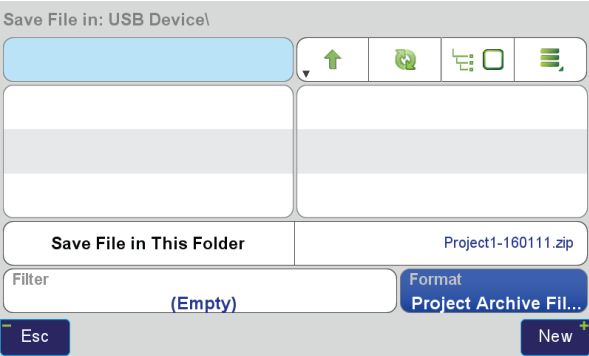 Save File in: USB Device\
Save File in This Folder
Project1-160111.zip
Filter
(Empty)
Format
Project Archive Fil...
Esc
New